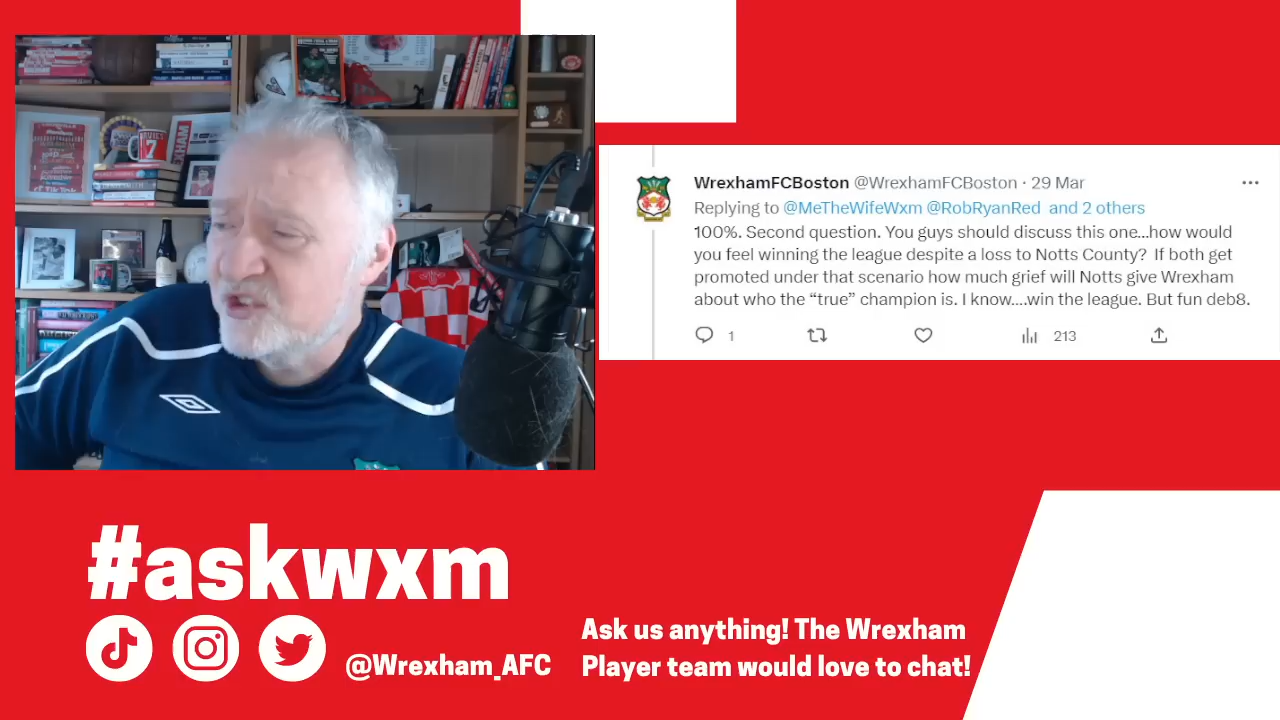 WrexhamFCBoston @WrexhamFCBoston · 29 Mar
Replying to @MeTheWifeWxm @RobRyanRed and 2 others
100%. Second question. You guys should discuss this one...how would
you feel winning the league despite a loss to Notts County? If both get
promoted under that scenario how much grief will Notts give Wrexham
about who the “true” champion is. I know....win the league. But fun deb8.
1
213
#askwxm
@Wrexham_AFC
Ask us anything! The Wrexham
Player team would love to chat!